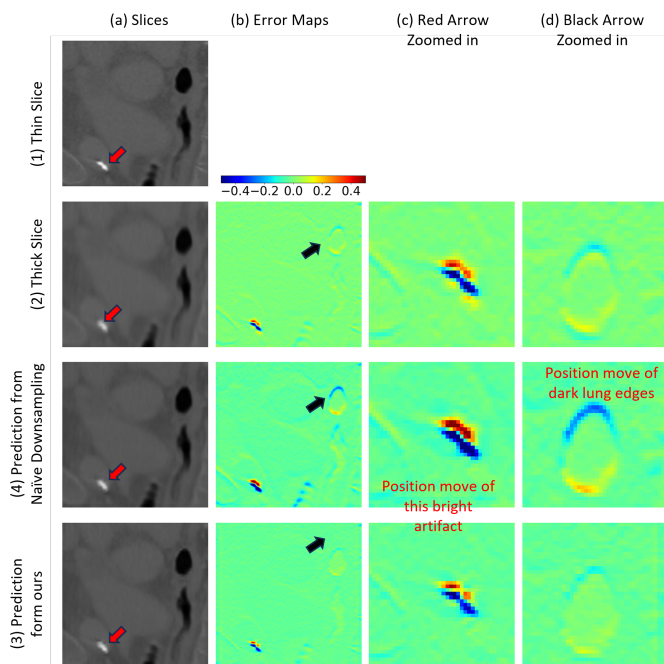 (a) Slices
(b) Error Maps
(c) Red Arrow
Zoomed in
(d) Black Arrow
Zoomed in
(1) Thin Slice
−0.4−0.2 0.0 0.2 0.4
(2) Thick Slice
(4) Prediction from
Naïve Downsampling
Position move of
dark lung edges
Position move of
this bright
artifact
(3) Prediction
form ours